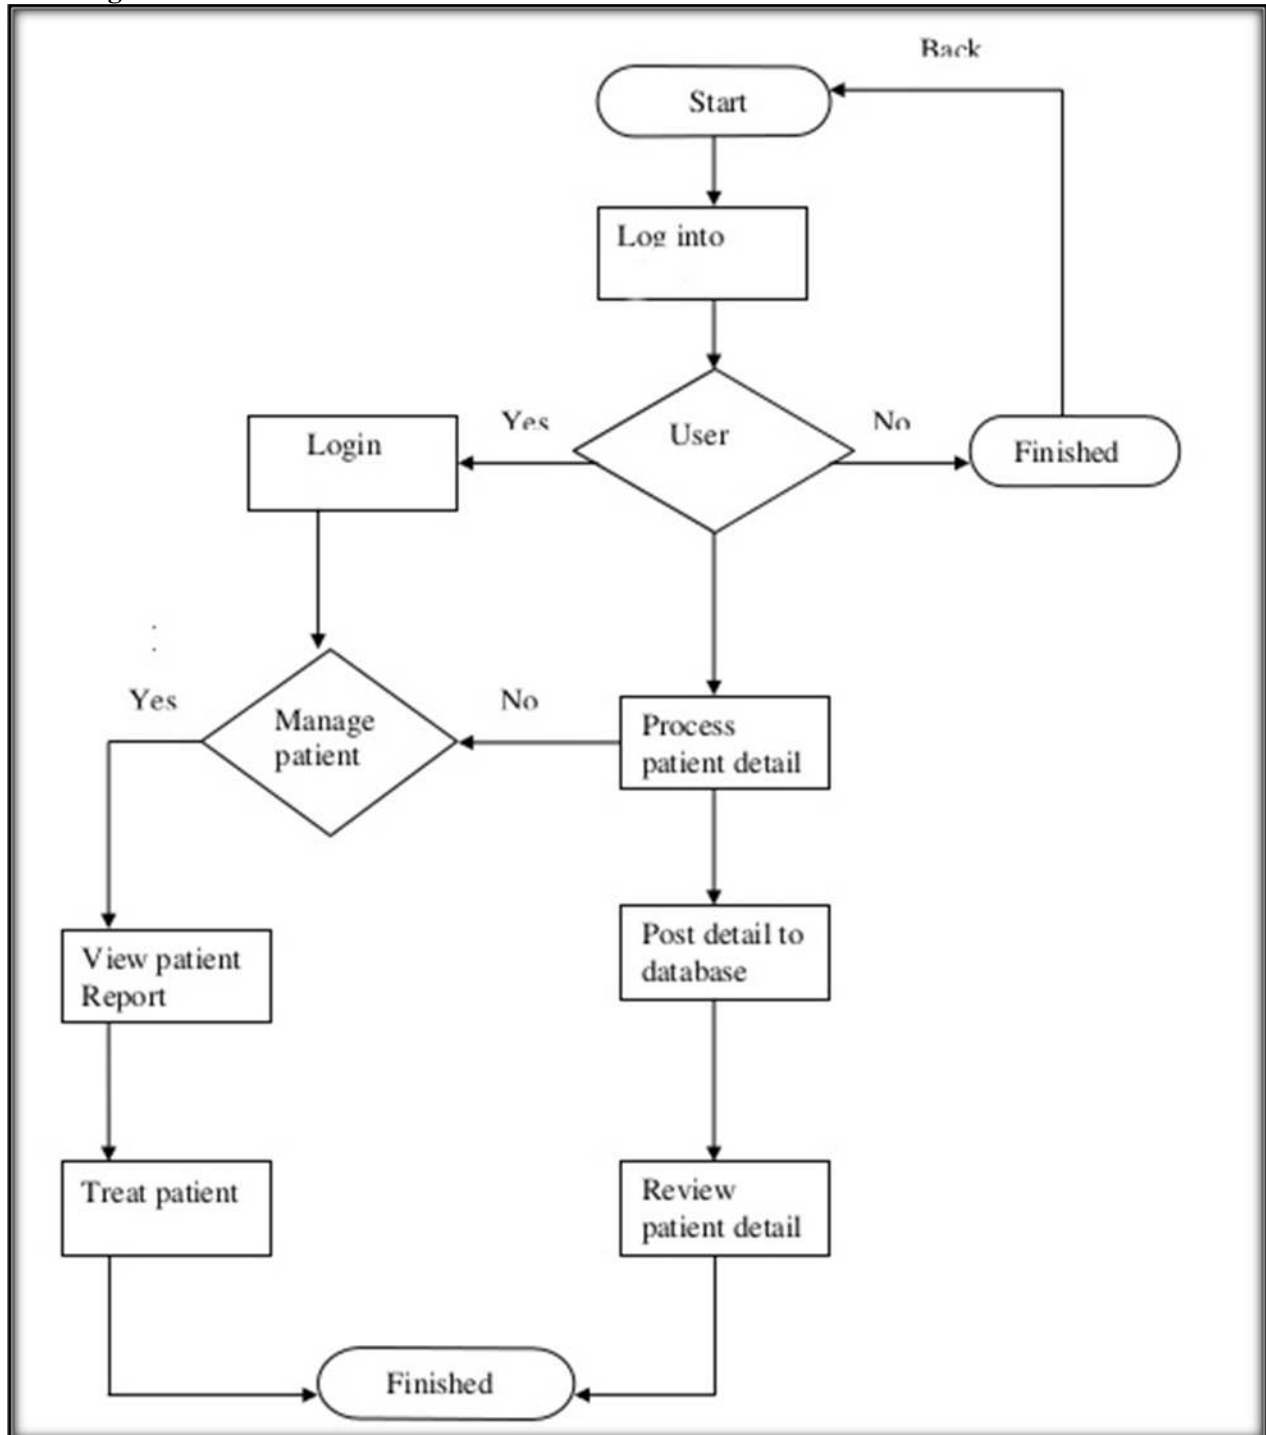 Back
Start
Log into
Yes
User
No
Login
Finished
Yes
No
Manage
patient
Process
patient detail
View patient
Report
Post detail to
database
Treat patient
Review
patient detail
Finished